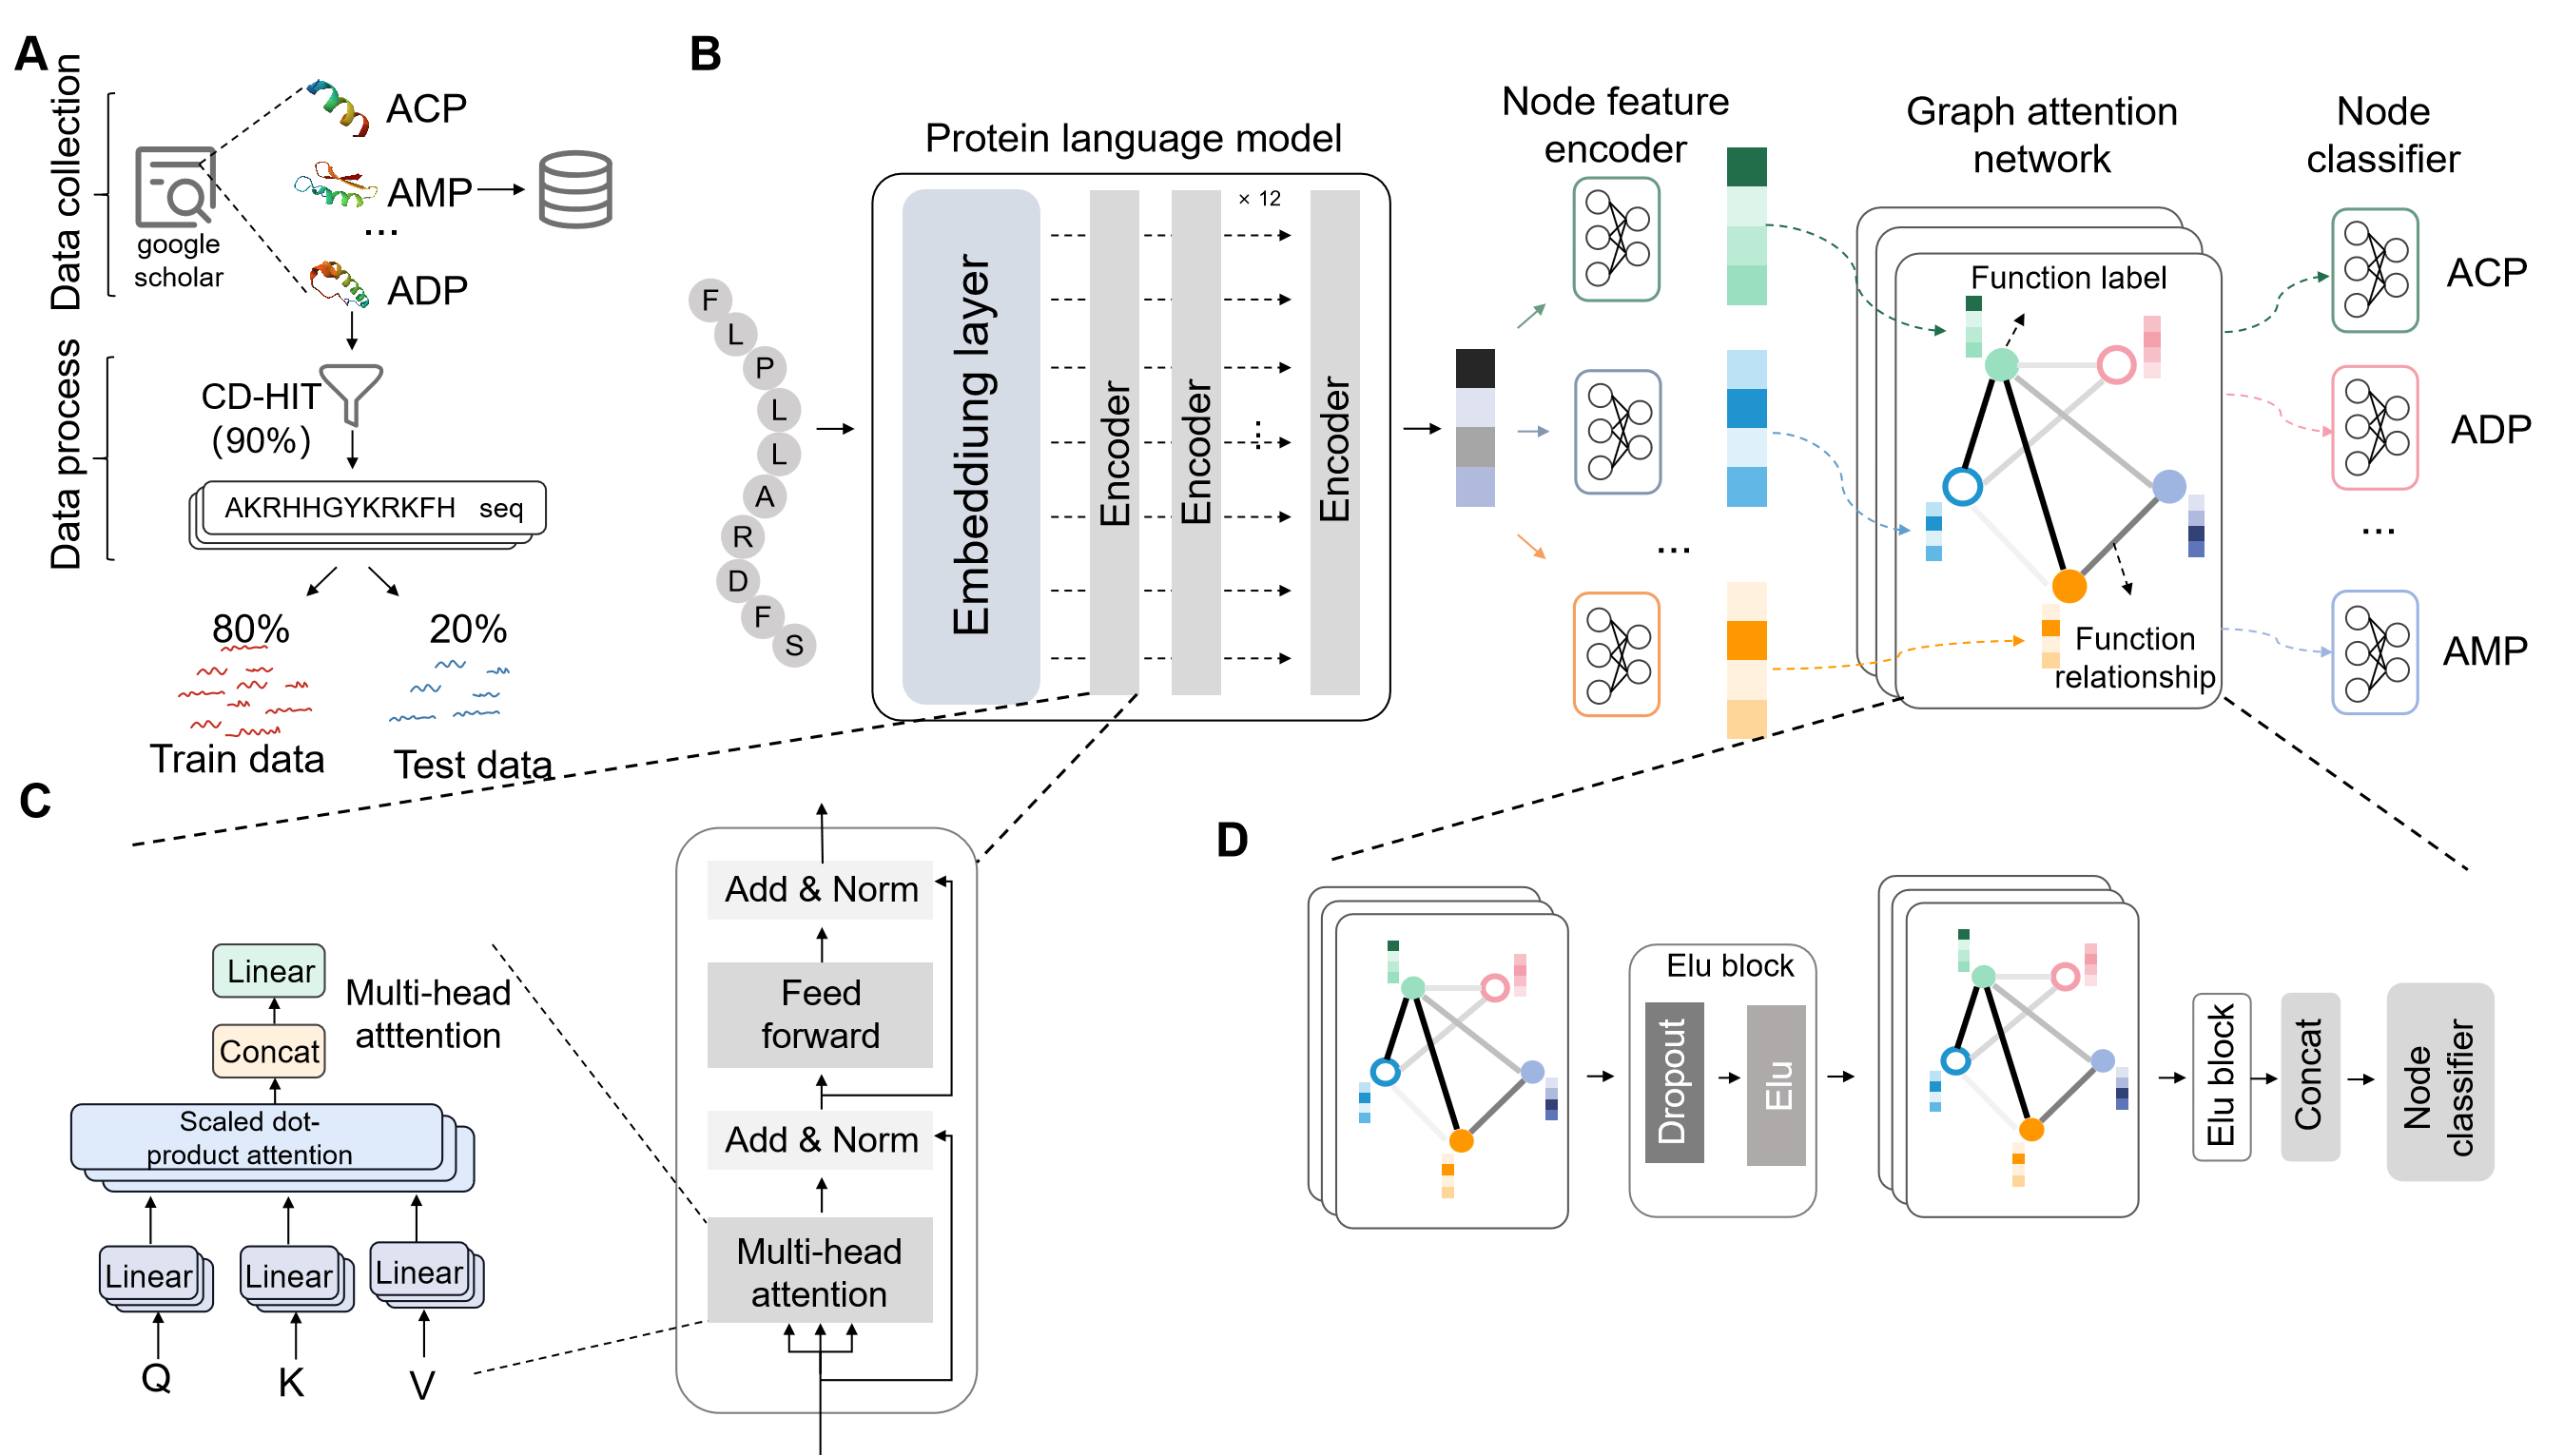 A
Data collection
google
scholar
ACP
AMP
...
ADP
Data process
CD-HIT
(90%)
AKRHHGYKRKFH seq
80%
20%
Train data
Test data
B
F
L
P
L
L
A
R
D
F
S
Protein language model
Embeddiung layer
Encoder
Encoder
× 12
...
Encoder
Node feature
encoder
...
Graph attention
network
Function label
Function
relationship
Node
classifier
ACP
ADP
...
AMP
C
Linear
Concat
Multi-head
atttention
Scaled dot-
product attention
Linear
Linear
Linear
Q
K
V
Add & Norm
Feed
forward
Add & Norm
Multi-head
attention
D
Elu block
Dropout
Elu
Elu block
Concat
Node
classifier